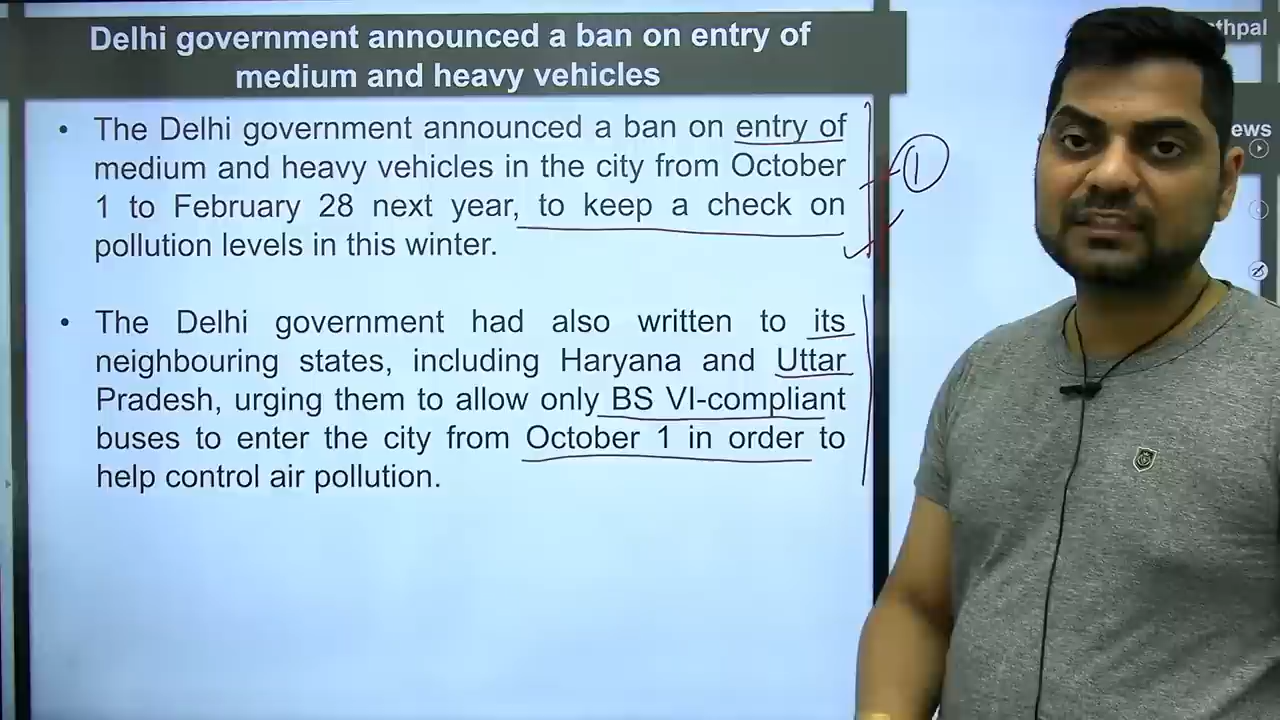 Delhi government announced a ban on entry of
medium and heavy vehicles
• The Delhi government announced a ban on entry of
medium and heavy vehicles in the city from October
1 to February 28 next year, to keep a check on
pollution levels in this winter.
• The Delhi government had also written to its
neighbouring states, including Haryana and Uttar
Pradesh, urging them to allow only BS VI-compliant
buses to enter the city from October 1 in order to
help control air pollution.
1
thpal
ews